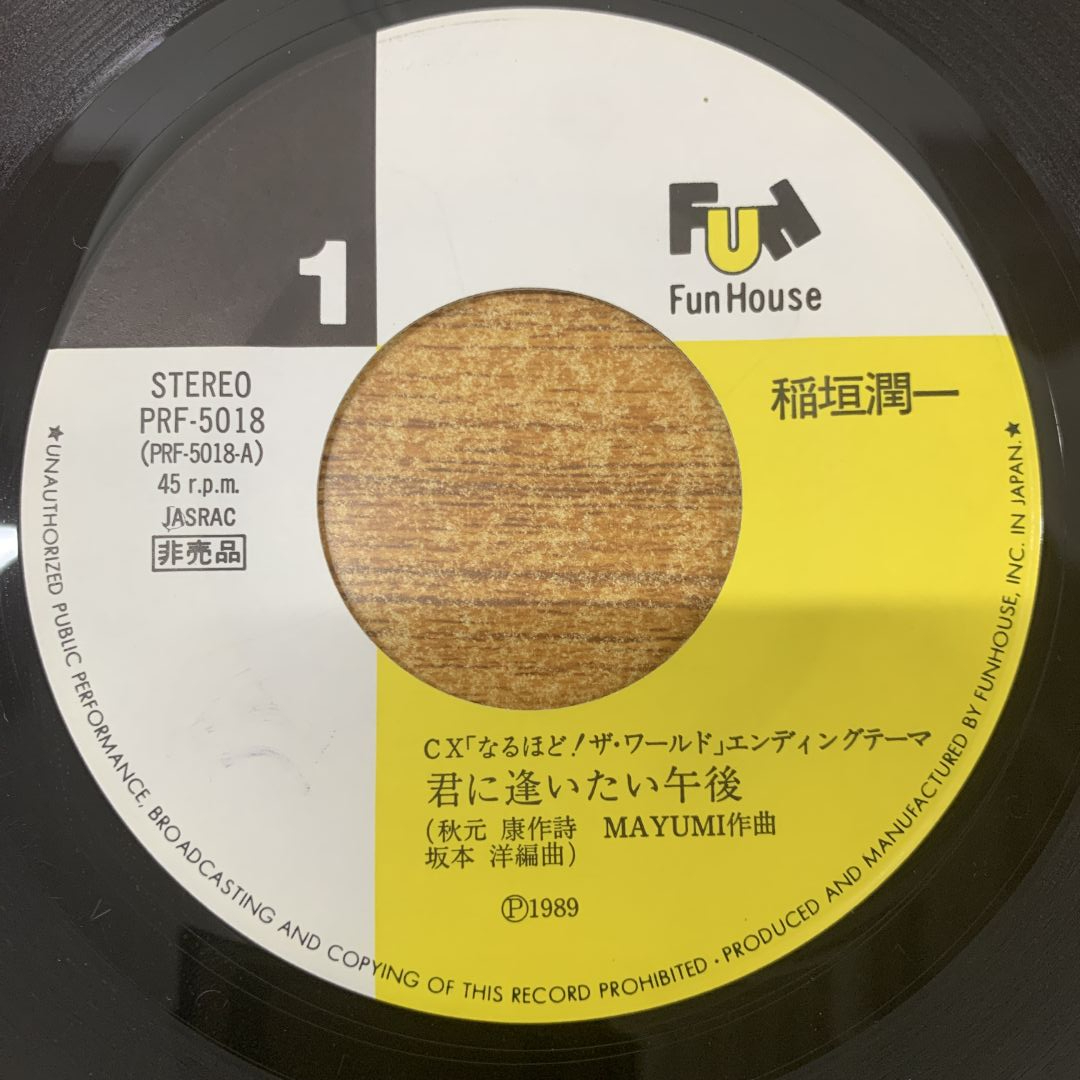 1
FUN
Fun House
STEREO
PRF-5018
(PRF-5018-A)
45 r.p.m.
JASRAC
非売品
稲垣潤一
CX「なるほど!ザ・ワールド」エンディングテーマ
君に逢いたい午後
(秋元 康作詩 MAYUMI作曲
坂本 洋編曲)
Ⓟ1989
★UNAUTHORIZED PUBLIC PERFORMANCE, BROADCASTING AND COPYING OF THIS RECORD PROHIBITED・PRODUCED AND MANUFACTURED BY FUNHOUSE, INC. IN JAPAN.★